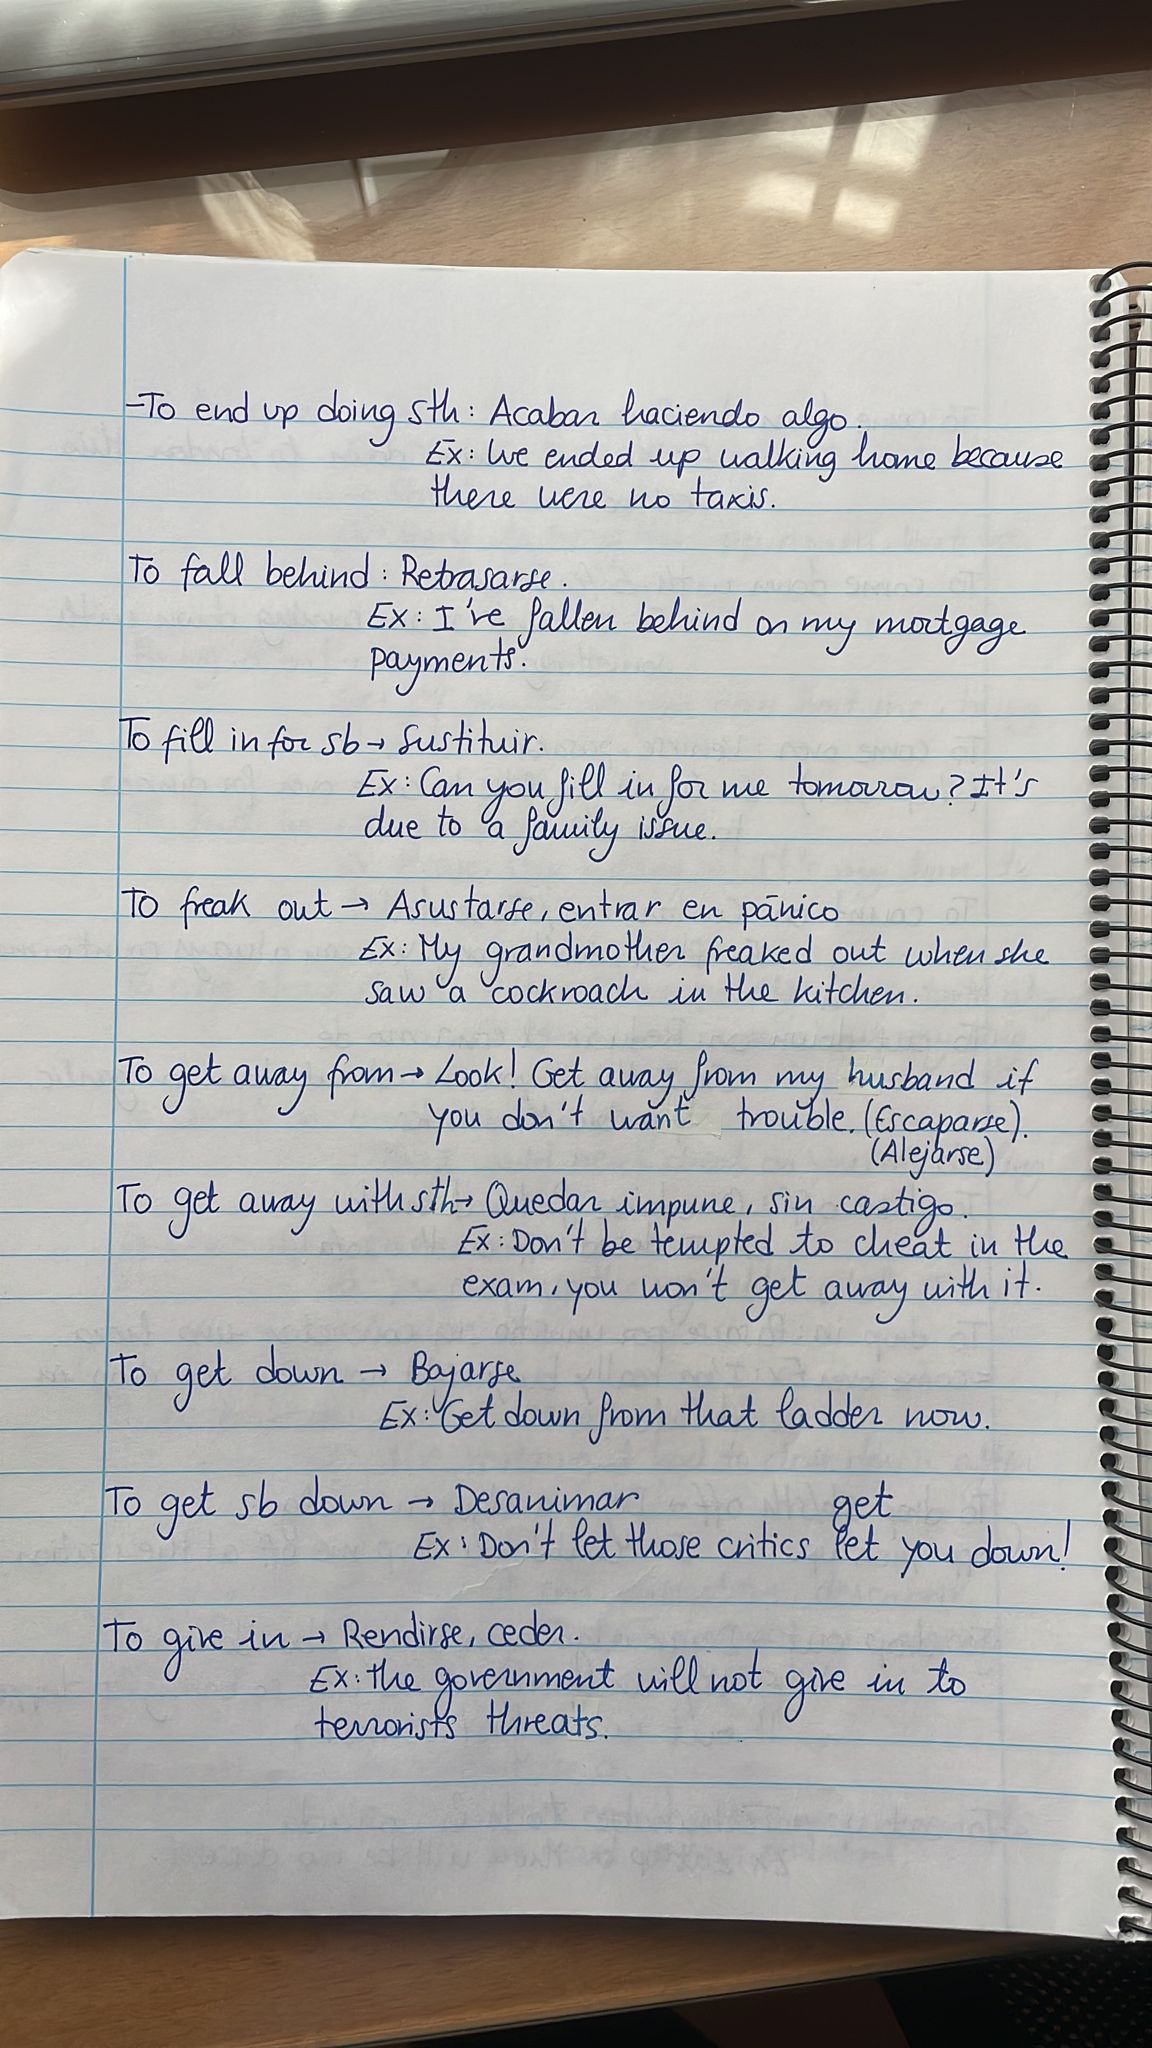 -To end up doing sth: Acabar haciendo algo.
Ex: We ended up walking home because
there were no taxis.
To fall behind: Retrasarse.
Ex: I've fallen behind on my mortgage
payments.
To fill in for sb → Sustituir.
Ex: Can you fill in for me tomorrow? It's
due to a family issue.
To freak out → Asustarse, entrar en pánico
Ex: My grandmother freaked out when she
saw a cockroach in the kitchen.
To get away from → Look! Get away from my husband if
you don't want trouble. (Escaparse).
(Alejarse)
To get away with sth → Quedar impune, sin castigo.
Ex: Don't be tempted to cheat in the
exam, you won't get away with it.
To get down → Bajarse
Ex: Get down from that ladder now.
To get sb down → Desanimar
get
Ex: Don't let those critics let you down!
To give in → Rendirse, ceder.
Ex: the government will not give in to
terrorists threats.